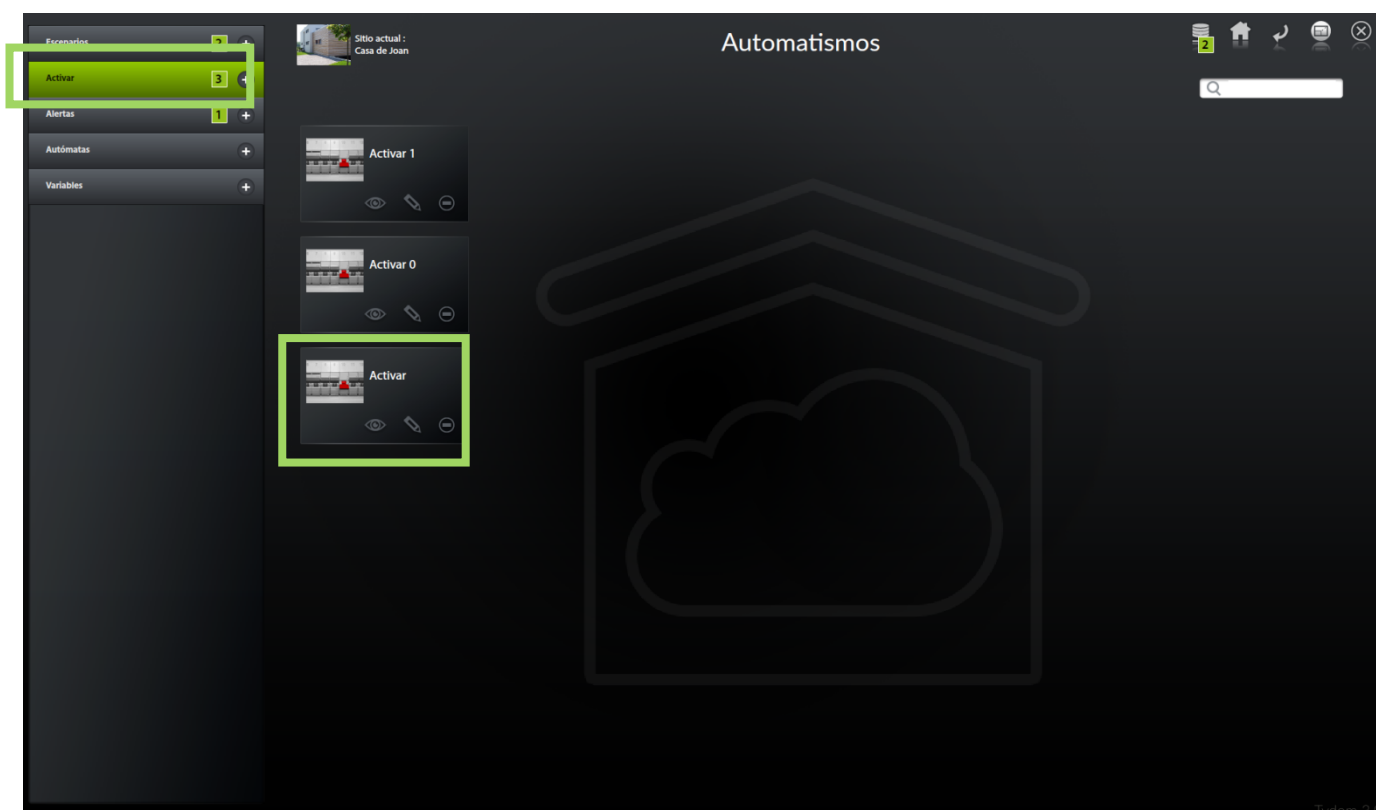 Escenarios 2
Activar 3
Alertas 1
Autómatas
Variables
Sitio actual :
Casa de Joan
Automatismos
2
Activar 1
Activar 0
Activar